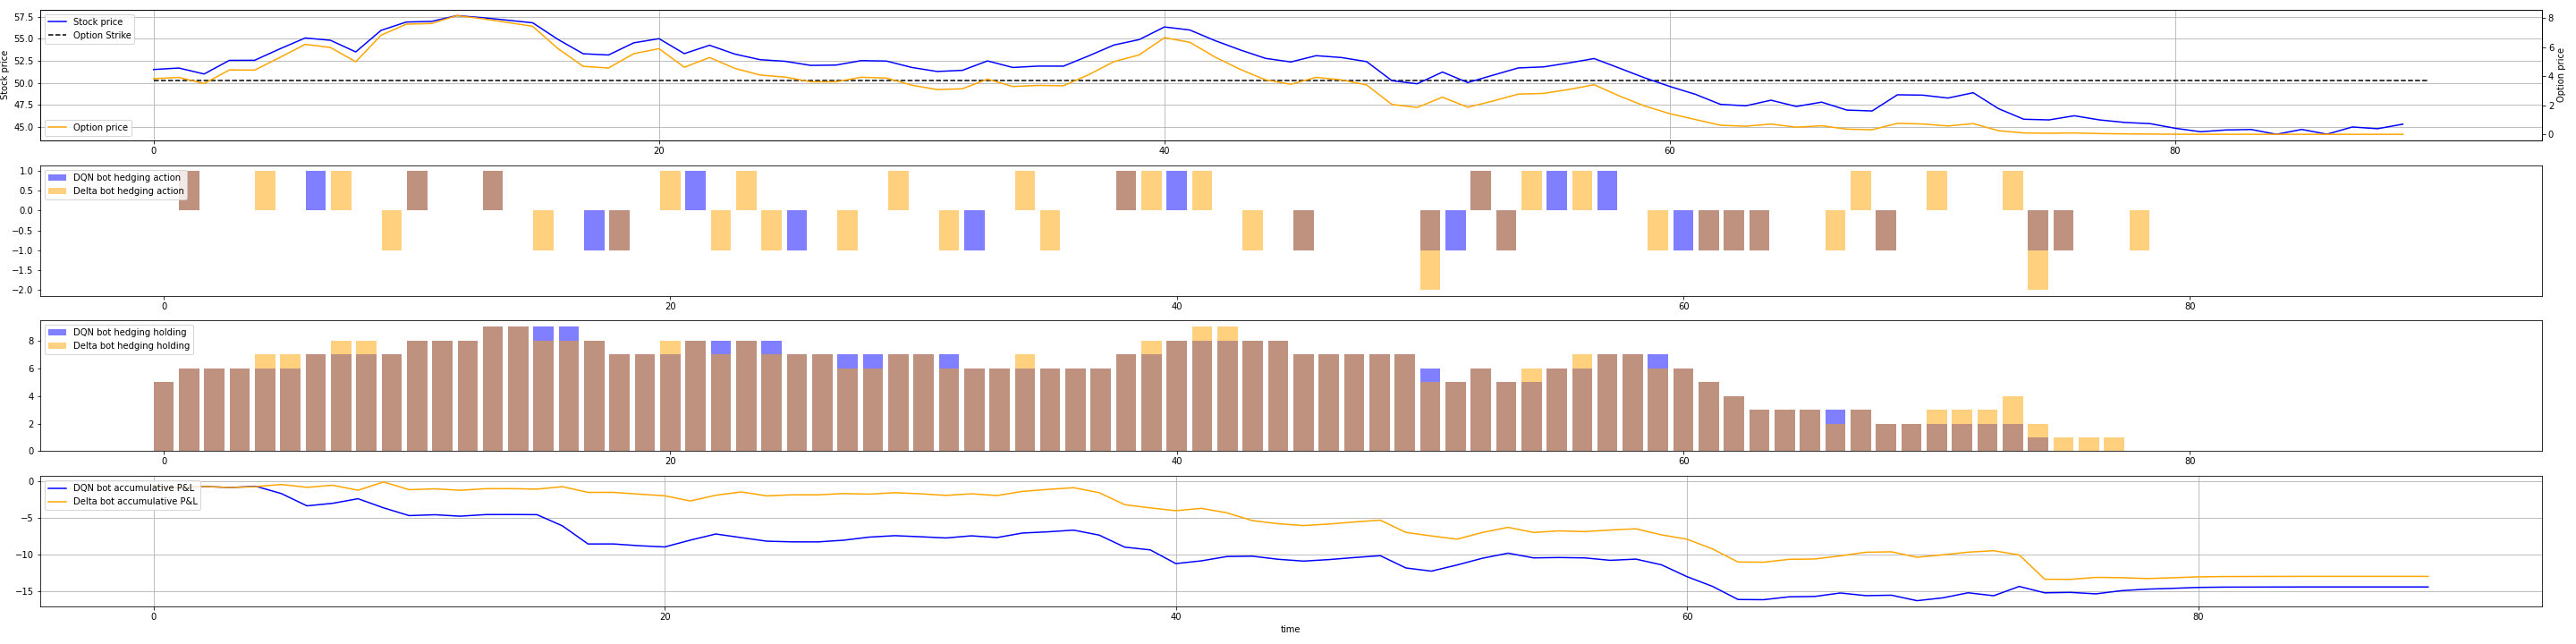 57.5
55.0
52.5
50.0
47.5
45.0
Stock price
Stock price
Option Strike
Option price
8
6
4
2
0
Option price
0 20 40 60 80
1.0
0.5
0.0
−0.5
−1.0
−1.5
−2.0
DQN bot hedging action
Delta bot hedging action
0 20 40 60 80
8
6
4
2
0
DQN bot hedging holding
Delta bot hedging holding
0 20 40 60 80
0
−5
−10
−15
DQN bot accumulative P&L
Delta bot accumulative P&L
0 20 40 60 80
time